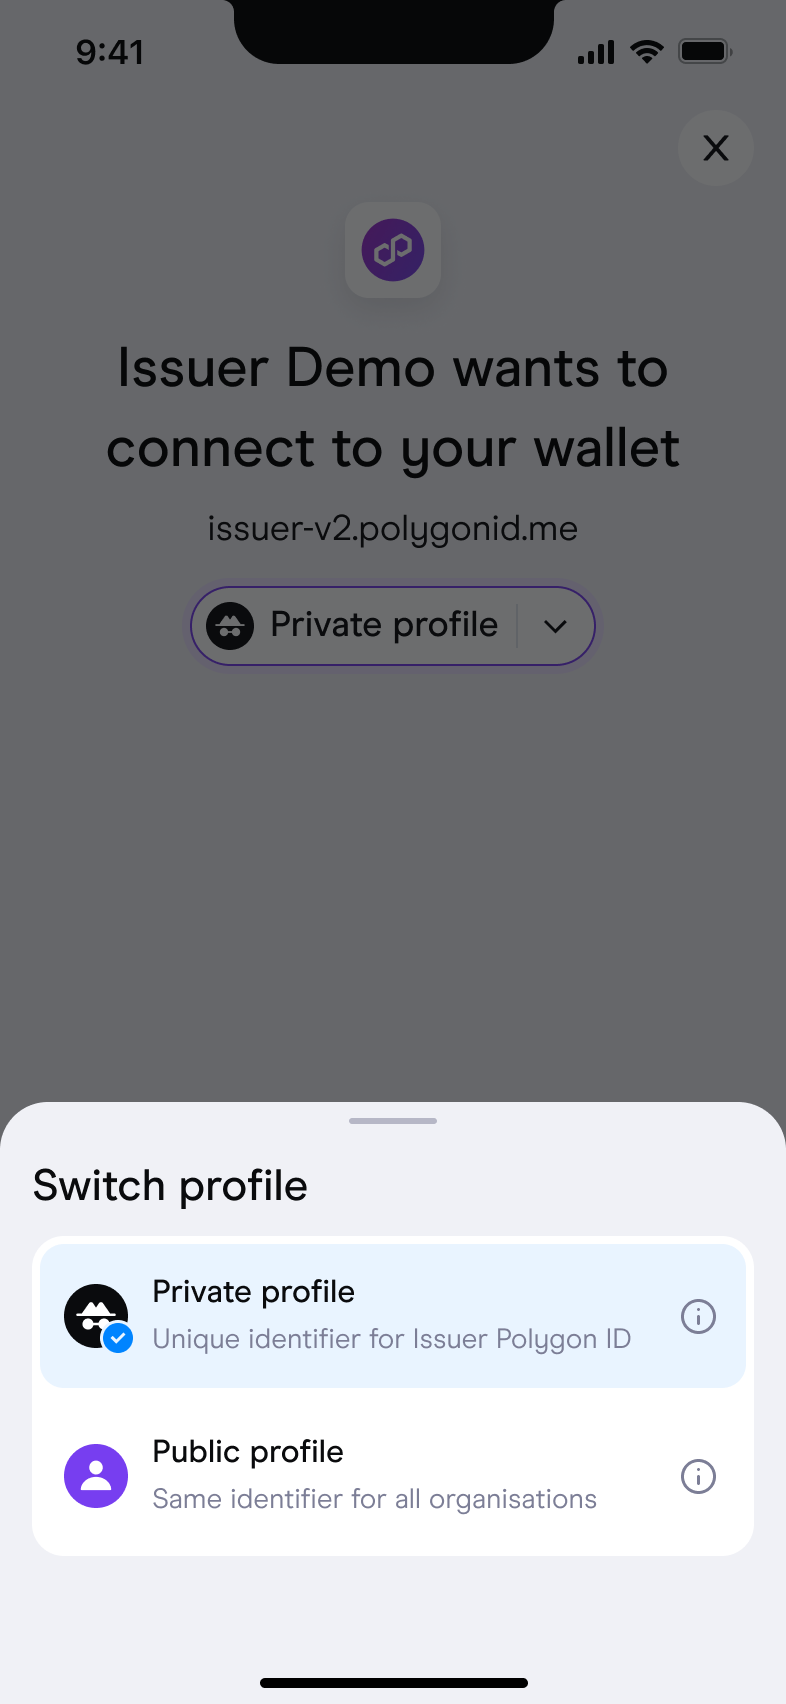 9:41
Issuer Demo wants to
connect to your wallet
issuer-v2.polygonid.me
Private profile
Switch profile
Private profile
Unique identifier for Issuer Polygon ID
Public profile
Same identifier for all organisations